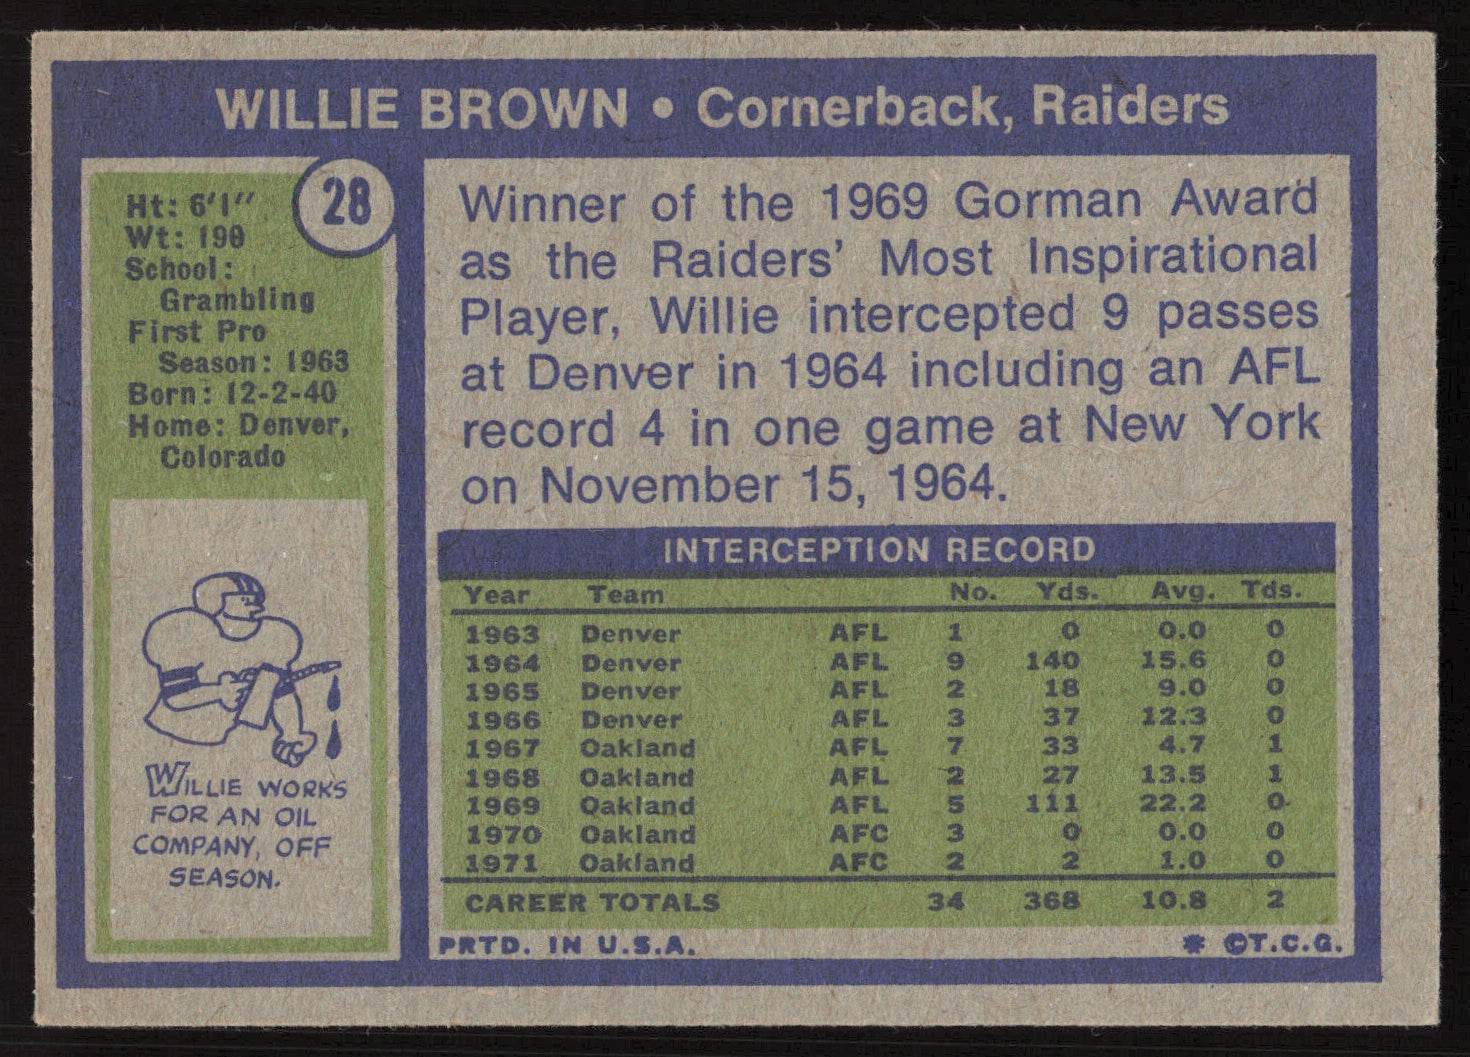 WILLIE BROWN • Cornerback, Raiders
28
Ht: 6'1"
Wt: 190
School:
Grambling
First Pro
Season: 1963
Born: 12-2-40
Home: Denver,
Colorado
WILLIE WORKS
FOR AN OIL
COMPANY, OFF
SEASON.
Winner of the 1969 Gorman Award
as the Raiders' Most Inspirational
Player, Willie intercepted 9 passes
at Denver in 1964 including an AFL
record 4 in one game at New York
on November 15, 1964.
INTERCEPTION RECORD
Year Team No. Yds. Avg. Tds.
1963 Denver AFL 1 0 0.0 0
1964 Denver AFL 9 140 15.6 0
1965 Denver AFL 2 18 9.0 0
1966 Denver AFL 3 37 12.3 0
1967 Oakland AFL 7 33 4.7 1
1968 Oakland AFL 2 27 13.5 1
1969 Oakland AFL 5 111 22.2 0
1970 Oakland AFC 3 0 0.0 0
1971 Oakland AFC 2 2 1.0 0
CAREER TOTALS 34 368 10.8 2
PRTD. IN U.S.A. * ©T.C.G.